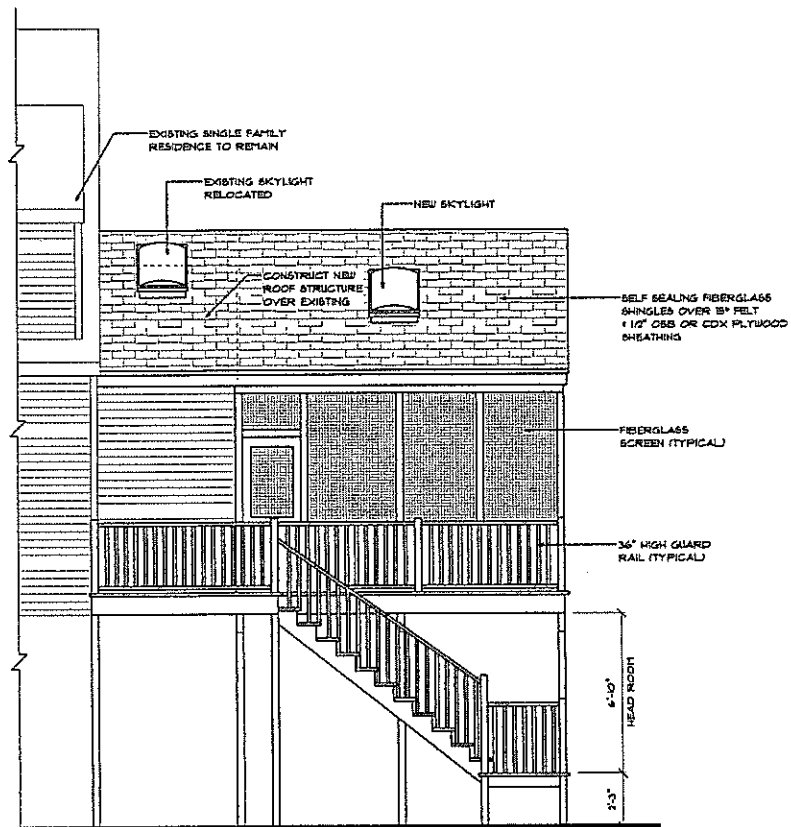 EXISTING SINGLE FAMILY
RESIDENCE TO REMAIN
EXISTING SKYLIGHT
RELOCATED
NEW SKYLIGHT
CONSTRUCT NEW
ROOF STRUCTURE
OVER EXISTING
SELF SEALING FIBERGLASS
SHINGLES OVER 15# FELT
& 1/2" OSB OR CDX PLYWOOD
SHEATHING
FIBERGLASS
SCREEN (TYPICAL)
36" HIGH GUARD
RAIL (TYPICAL)
6'-10"
HEAD ROOM
2'-3"